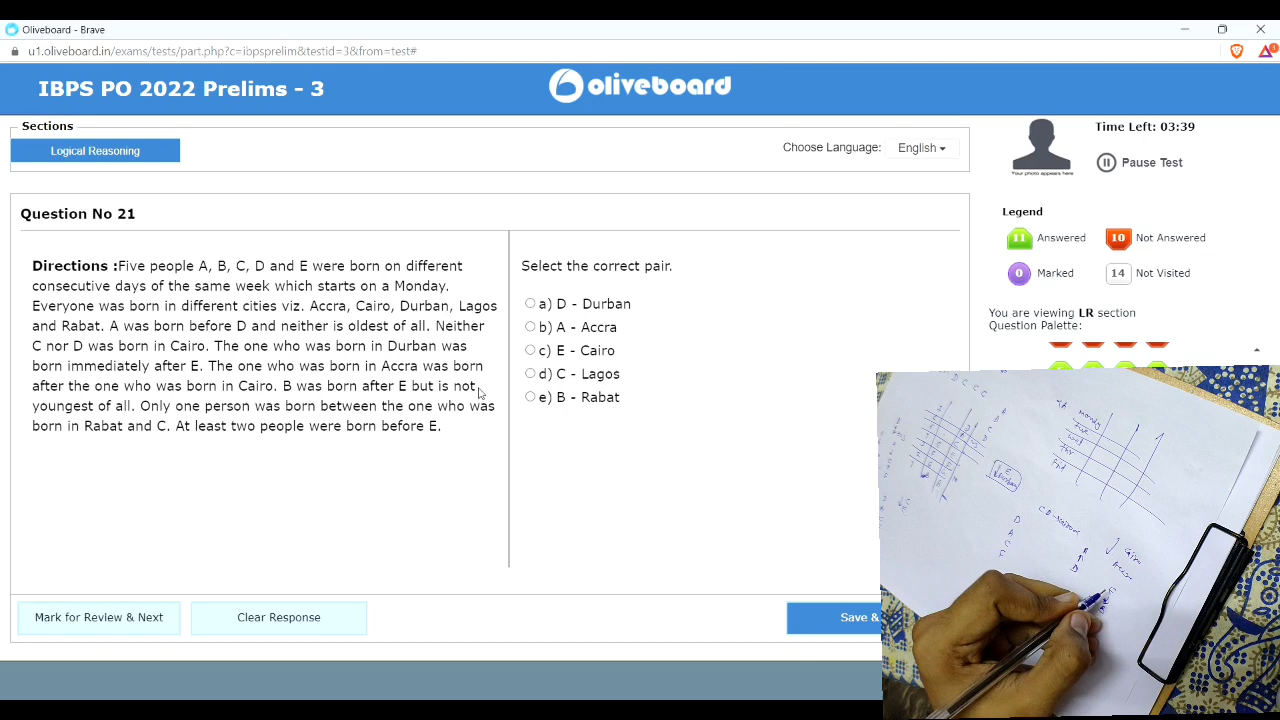 Oliveboard - Brave
u1.oliveboard.in/exams/tests/part.php?c=ibpsprelim&testid=3&from=test#
IBPS PO 2022 Prelims - 3
oliveboard
Sections
Logical Reasoning
Choose Language: English
Your photo appears here
Time Left: 03:39
Pause Test
Question No 21
Directions :Five people A, B, C, D and E were born on different
consecutive days of the same week which starts on a Monday.
Everyone was born in different cities viz. Accra, Cairo, Durban, Lagos
and Rabat. A was born before D and neither is oldest of all. Neither
C nor D was born in Cairo. The one who was born in Durban was
born immediately after E. The one who was born in Accra was born
after the one who was born in Cairo. B was born after E but is not
youngest of all. Only one person was born between the one who was
born in Rabat and C. At least two people were born before E.
Select the correct pair.
a) D - Durban
b) A - Accra
c) E - Cairo
d) C - Lagos
e) B - Rabat
Legend
11 Answered
10 Not Answered
0 Marked
14 Not Visited
You are viewing LR section
Question Palette:
Mark for Review & Next
Clear Response
Save &
monday
Cairo
Accra